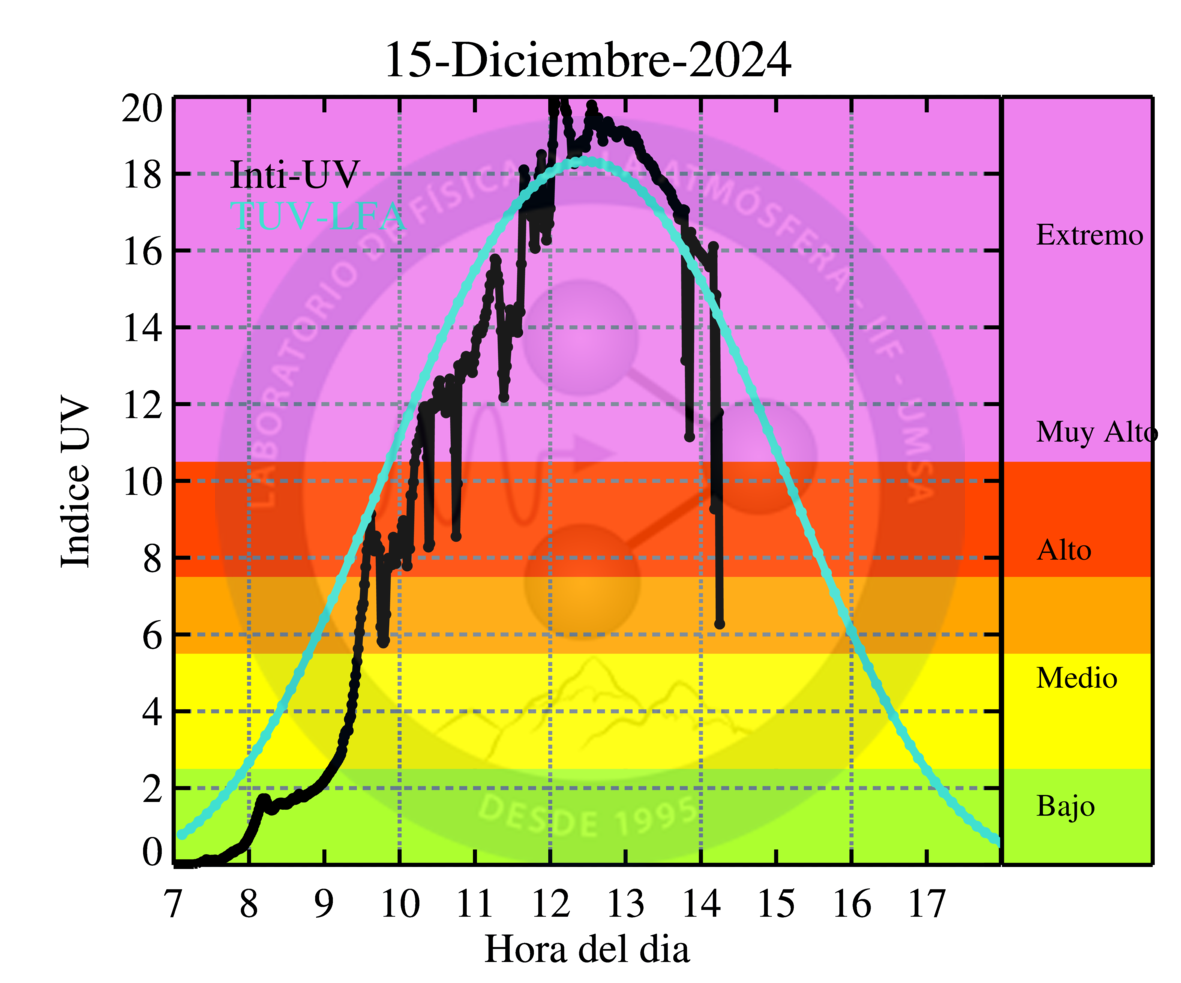 15-Diciembre-2024
Inti-UV
TUV-LFA
LABORATORIO DE FÍSICA DE LA ATMÓSFERA - IIF - UMSA
DESDE 1995
Indice UV
20
18
16
14
12
10
8
6
4
2
0
7 8 9 10 11 12 13 14 15 16 17
Hora del dia
Extremo
Muy Alto
Alto
Medio
Bajo